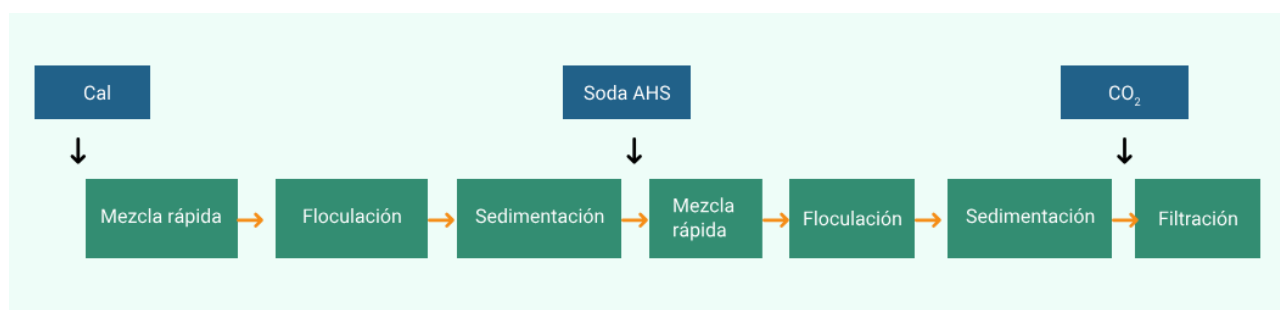 Cal
Soda AHS
CO₂
Mezcla rápida
Floculación
Sedimentación
Mezcla
rápida
Floculación
Sedimentación
Filtración